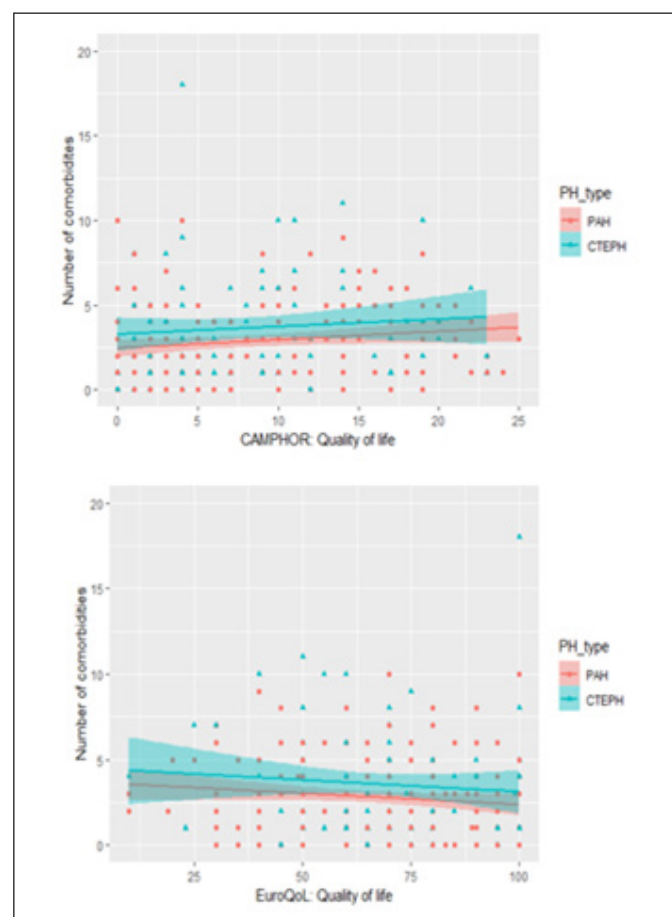 20
15
10
5
0
Number of comorbidites
0 5 10 15 20 25
CAMPHOR: Quality of life
PH_type
PAH
CTEPH
20
15
10
5
0
Number of comorbidities
25 50 75 100
EuroQoL: Quality of life
PH_type
PAH
CTEPH